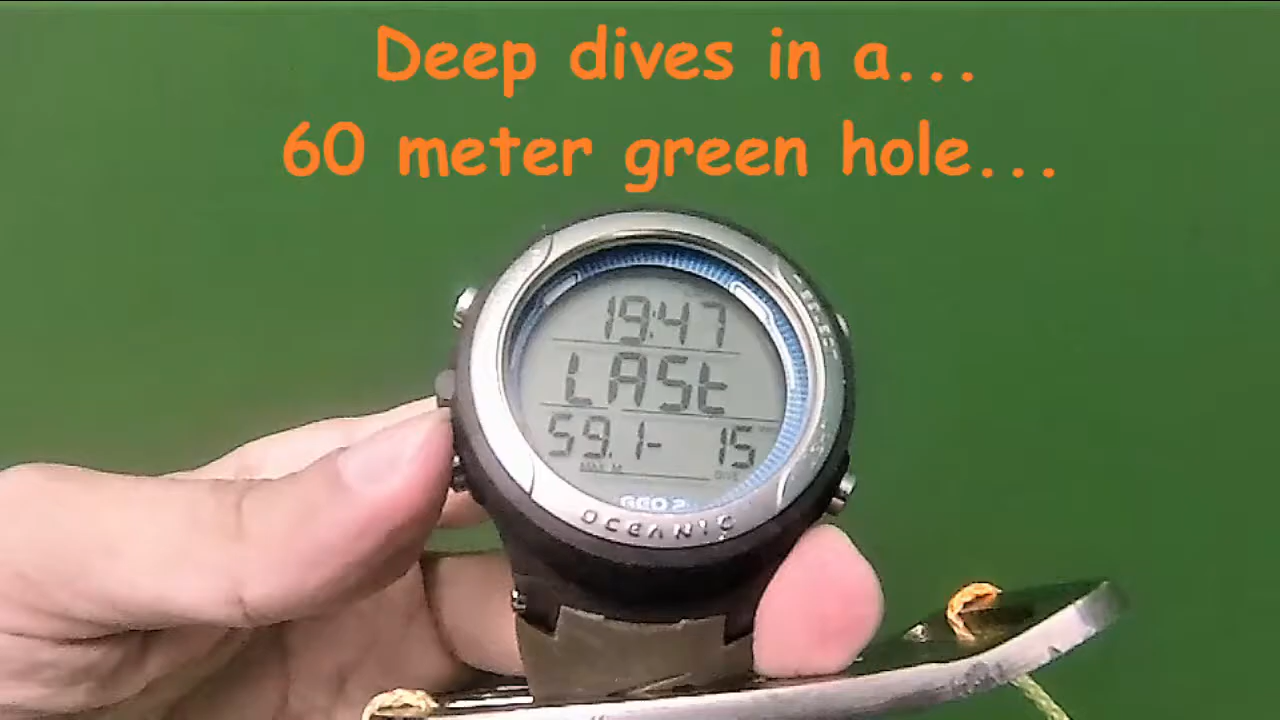 Deep dives in a...
60 meter green hole...
19:47
LASt
59.1- 15
MAX M
GEO 2
OCEANIC